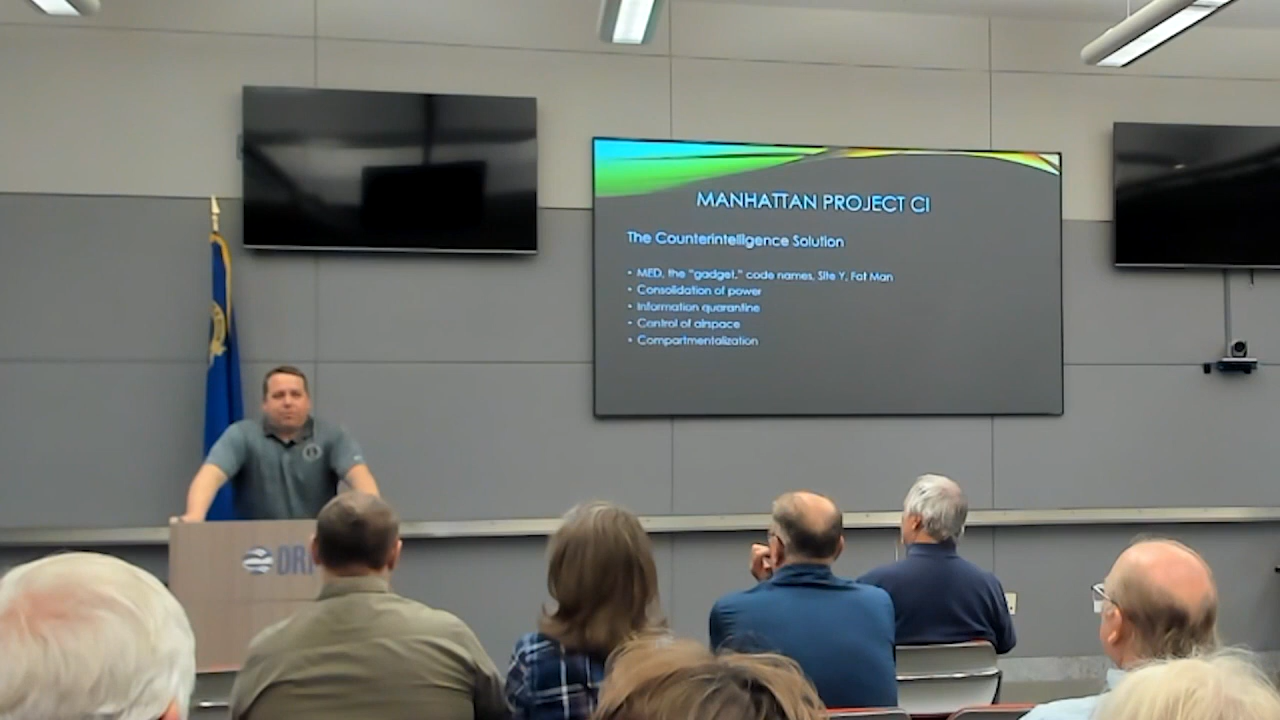 MANHATTAN PROJECT CI
The Counterintelligence Solution
• MED, the "gadget," code names, Site Y, Fat Man
• Consolidation of power
• Information quarantine
• Control of airspace
• Compartmentalization
DRI